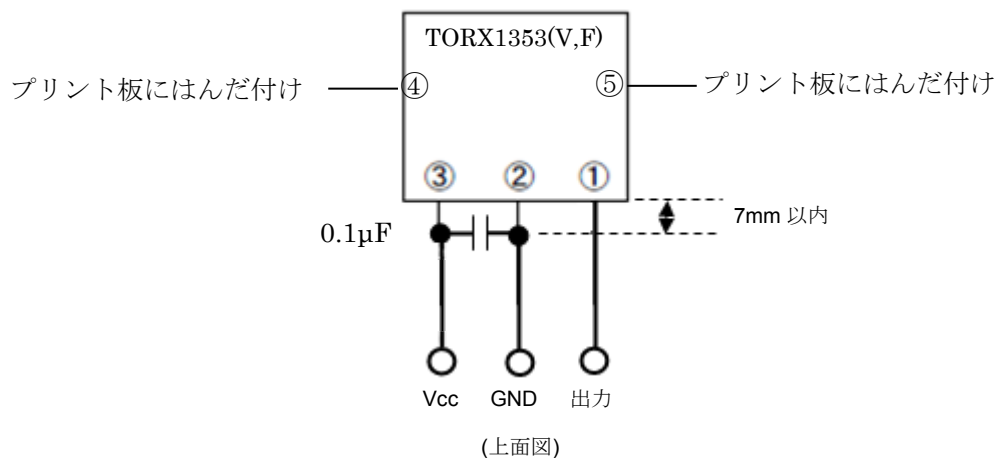 TORX1353(V,F)
プリント板にはんだ付け
④
⑤
プリント板にはんだ付け
③
②
①
0.1µF
7mm 以内
Vcc
GND
出力
(上面図)